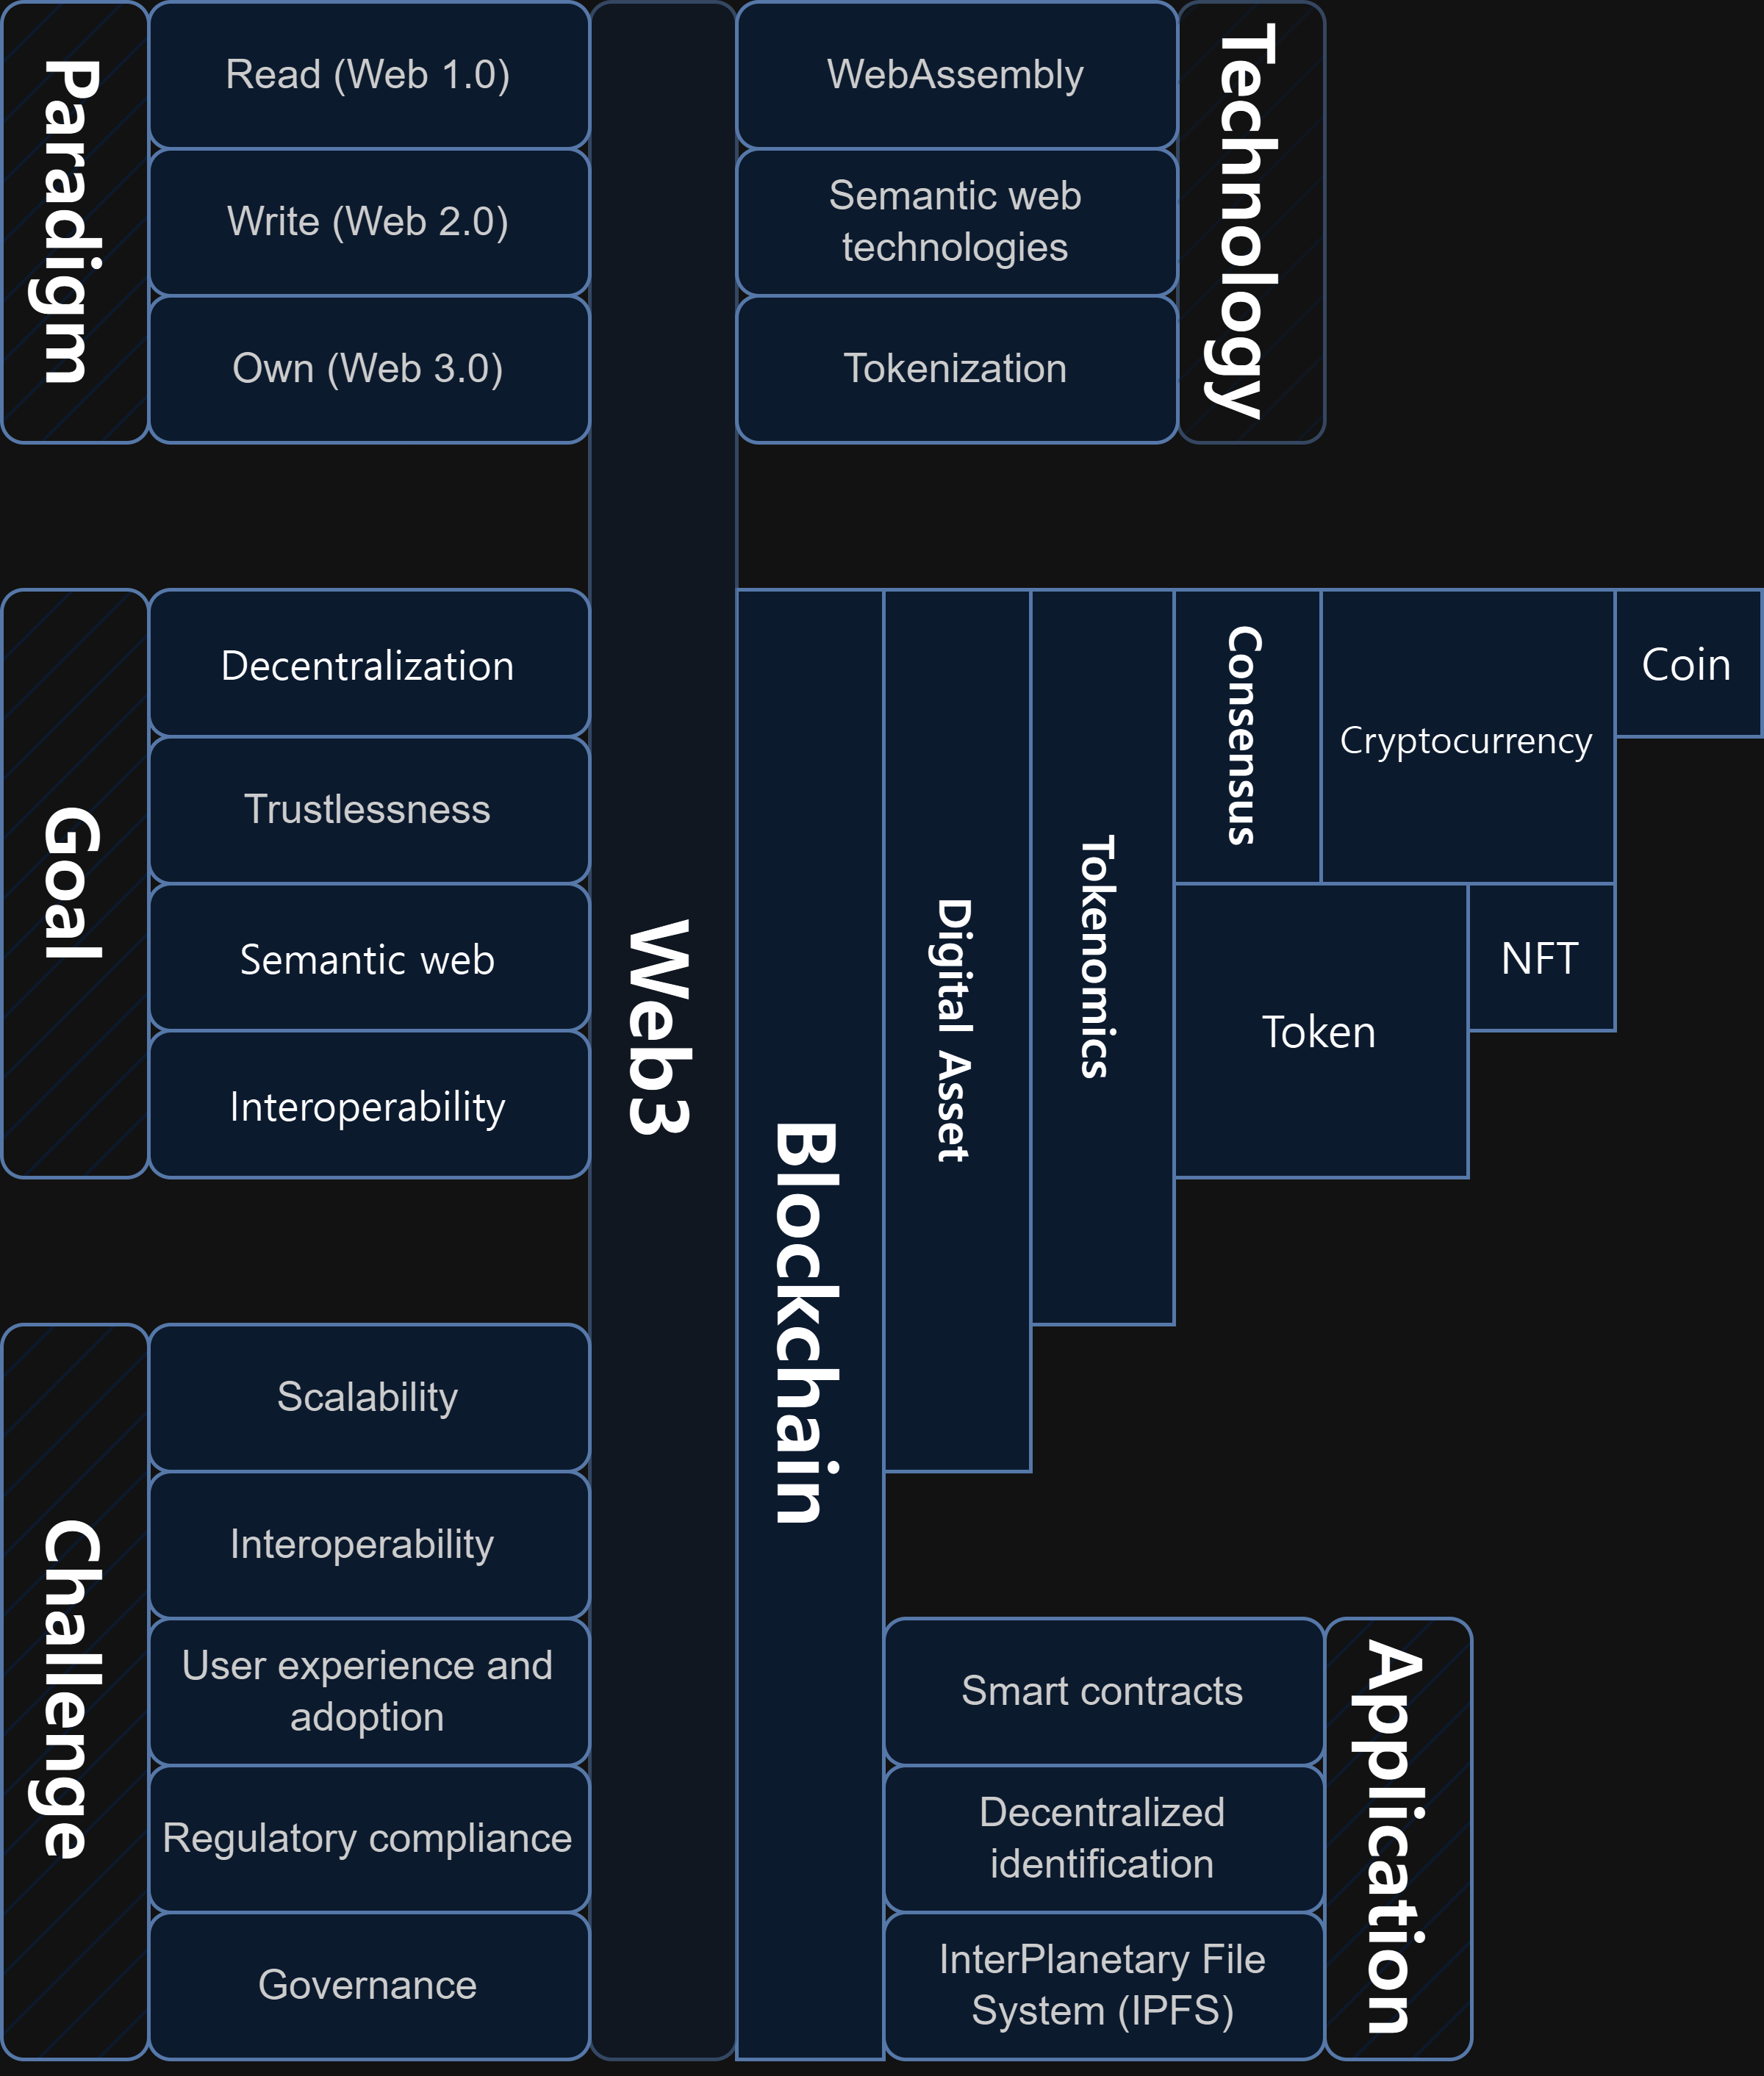 Paradigm
Read (Web 1.0)
Write (Web 2.0)
Own (Web 3.0)
Goal
Decentralization
Trustlessness
Semantic web
Interoperability
Challenge
Scalability
Interoperability
User experience and
adoption
Regulatory compliance
Governance
Web3
WebAssembly
Semantic web
technologies
Tokenization
Technology
Blockchain
Digital Asset
Tokenomics
Consensus
Cryptocurrency
Coin
Token
NFT
Smart contracts
Decentralized
identification
InterPlanetary File
System (IPFS)
Application